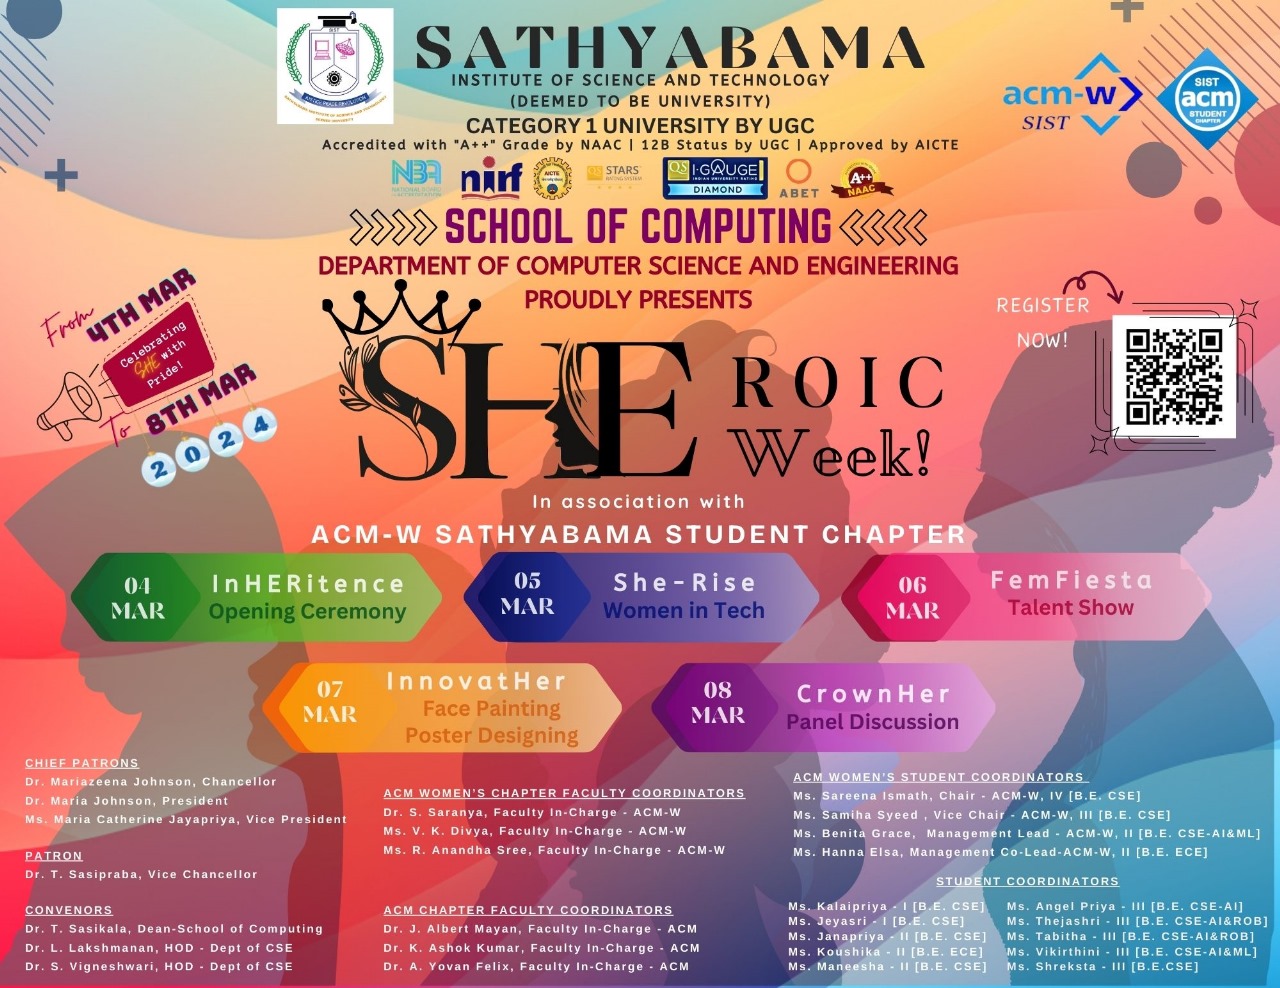 SATHYABAMA
INSTITUTE OF SCIENCE AND TECHNOLOGY
(DEEMED TO BE UNIVERSITY)
CATEGORY 1 UNIVERSITY BY UGC
Accredited with "A++" Grade by NAAC | 12B Status by UGC | Approved by AICTE
SIST
acm-w
SIST
SIST
acm
STUDENT
CHAPTER
NBA
nirf
AICTE
QS STARS
RATING SYSTEM
QS I·GAUGE
INDIAN UNIVERSITY RATING
DIAMOND
ABET
A++
NAAC
SCHOOL OF COMPUTING
DEPARTMENT OF COMPUTER SCIENCE AND ENGINEERING
PROUDLY PRESENTS
From
4TH MAR
Celebrating
SHE with
Pride!
To 8TH MAR
2024
REGISTER
NOW!
SHE ROIC
Week!
In association with
ACM-W SATHYABAMA STUDENT CHAPTER
04
MAR
InHERitence
Opening Ceremony
05
MAR
She-Rise
Women in Tech
06
MAR
FemFiesta
Talent Show
07
MAR
InnovatHer
Face Painting
Poster Designing
08
MAR
CrownHer
Panel Discussion
CHIEF PATRONS
Dr. Mariazeena Johnson, Chancellor
Dr. Maria Johnson, President
Ms. Maria Catherine Jayapriya, Vice President
PATRON
Dr. T. Sasipraba, Vice Chancellor
CONVENORS
Dr. T. Sasikala, Dean-School of Computing
Dr. L. Lakshmanan, HOD - Dept of CSE
Dr. S. Vigneshwari, HOD - Dept of CSE
ACM WOMEN'S CHAPTER FACULTY COORDINATORS
Dr. S. Saranya, Faculty In-Charge - ACM-W
Ms. V. K. Divya, Faculty In-Charge - ACM-W
Ms. R. Anandha Sree, Faculty In-Charge - ACM-W
ACM CHAPTER FACULTY COORDINATORS
Dr. J. Albert Mayan, Faculty In-Charge - ACM
Dr. K. Ashok Kumar, Faculty In-Charge - ACM
Dr. A. Yovan Felix, Faculty In-Charge - ACM
ACM WOMEN'S STUDENT COORDINATORS
Ms. Sareena Ismath, Chair - ACM-W, IV [B.E. CSE]
Ms. Samiha Syeed , Vice Chair - ACM-W, III [B.E. CSE]
Ms. Benita Grace, Management Lead - ACM-W, II [B.E. CSE-AI&ML]
Ms. Hanna Elsa, Management Co-Lead-ACM-W, II [B.E. ECE]
STUDENT COORDINATORS
Ms. Kalaipriya - I [B.E. CSE]
Ms. Jeyasri - I [B.E. CSE]
Ms. Janapriya - II [B.E. CSE]
Ms. Koushika - II [B.E. ECE]
Ms. Maneesha - II [B.E. CSE]
Ms. Angel Priya - III [B.E. CSE-AI]
Ms. Thejashri - III [B.E. CSE-AI&ROB]
Ms. Tabitha - III [B.E. CSE-AI&ROB]
Ms. Vikirthini - III [B.E. CSE-AI&ML]
Ms. Shreksta - III [B.E.CSE]